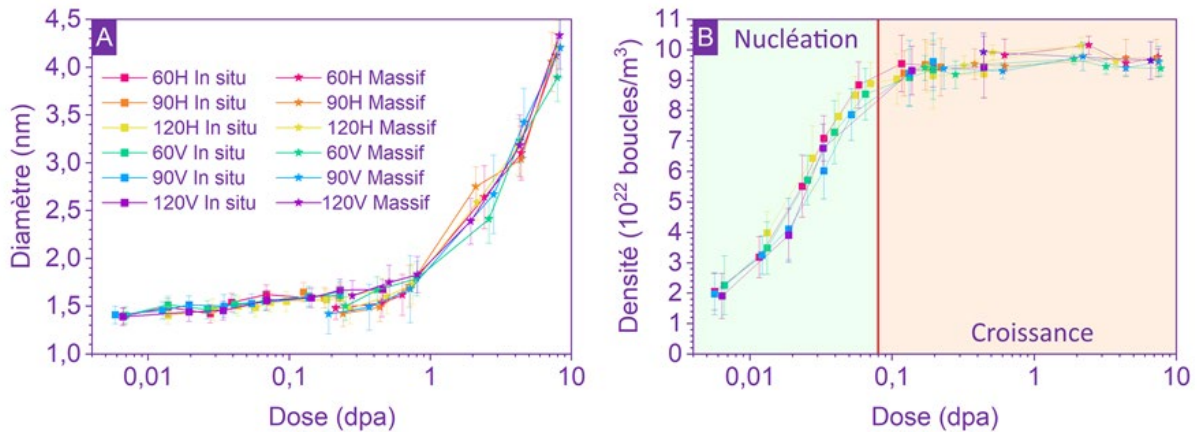 A
4,5
4,0
3,5
3,0
2,5
2,0
1,5
1,0
Diamètre (nm)
60H In situ
90H In situ
120H In situ
60V In situ
90V In situ
120V In situ
60H Massif
90H Massif
120H Massif
60V Massif
90V Massif
120V Massif
0,01
0,1
1
10
Dose (dpa)
B
Nucléation
Croissance
11
10
9
8
7
6
5
4
3
2
1
0
Densité (10²² boucles/m³)
0,01
0,1
1
10
Dose (dpa)